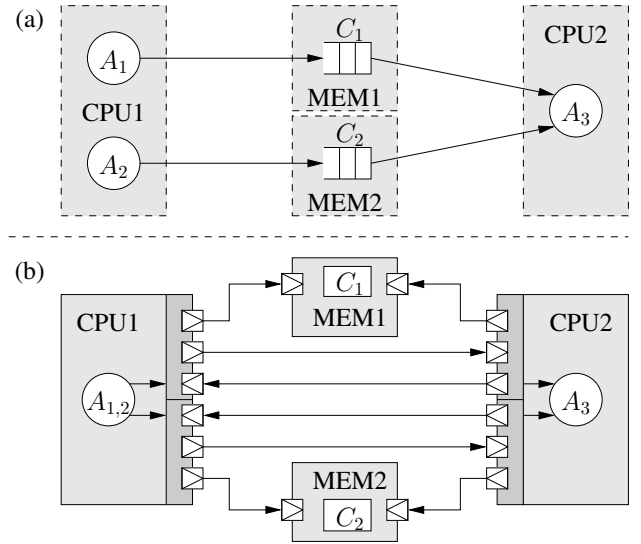 (a)
A1 C1 CPU2
MEM1
CPU1 A3
A2 C2
MEM2
(b)
CPU1 C1 CPU2
MEM1
A1,2 A3
MEM2
C2